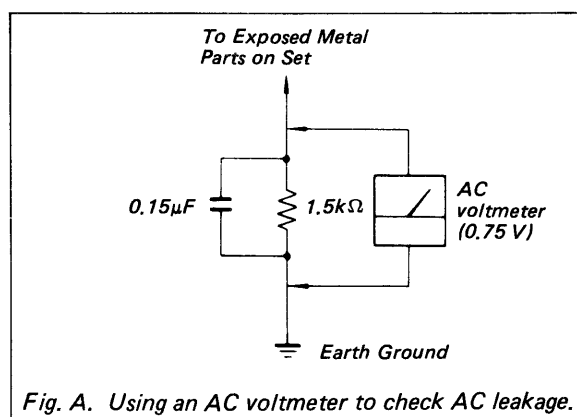 To Exposed Metal
Parts on Set
0.15μF
1.5kΩ
AC
voltmeter
(0.75 V)
Earth Ground
Fig. A. Using an AC voltmeter to check AC leakage.